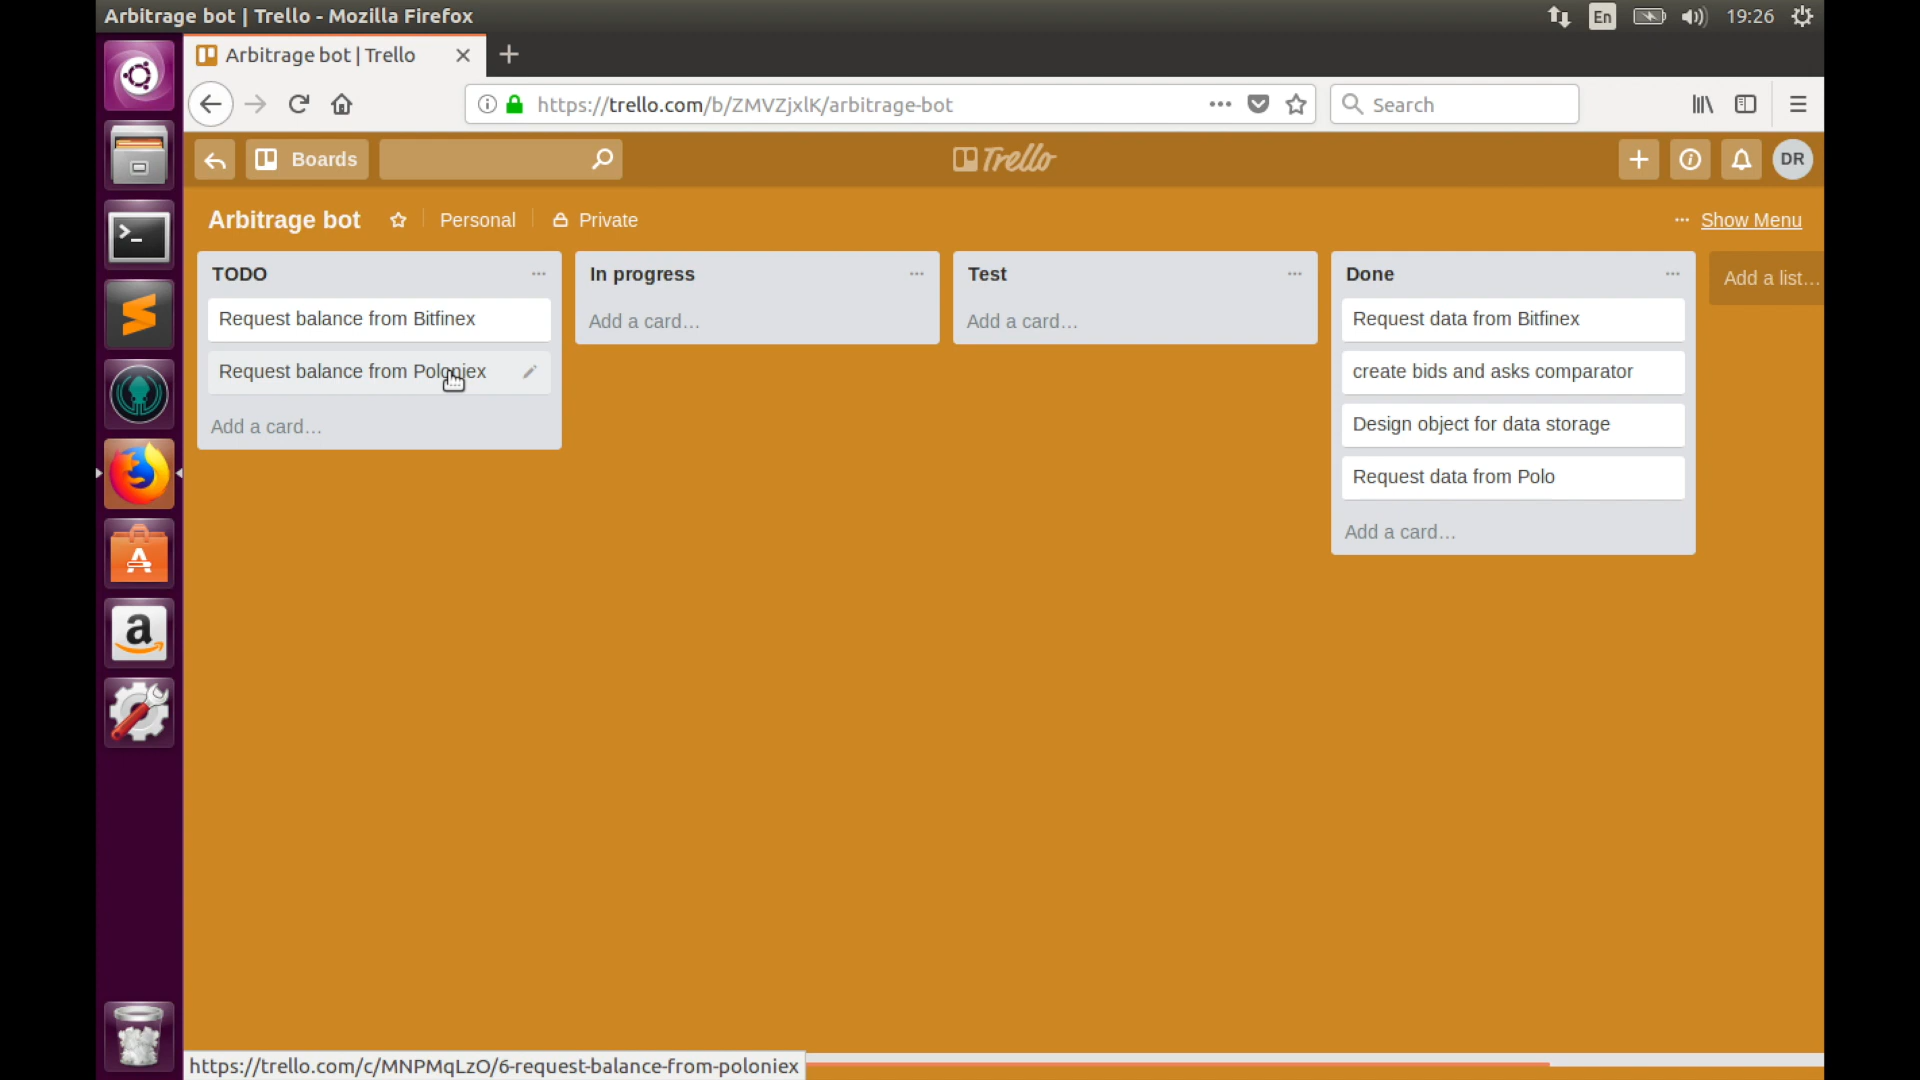 Arbitrage bot | Trello - Mozilla Firefox
En
19:26
Arbitrage bot | Trello
https://trello.com/b/ZMVZjxlK/arbitrage-bot
Search
Boards
Trello
DR
Arbitrage bot
Personal
Private
Show Menu
TODO
Request balance from Bitfinex
Request balance from Poloniex
Add a card…
In progress
Add a card…
Test
Add a card…
Done
Request data from Bitfinex
create bids and asks comparator
Design object for data storage
Request data from Polo
Add a card…
Add a list…
https://trello.com/c/MNPMqLzO/6-request-balance-from-poloniex